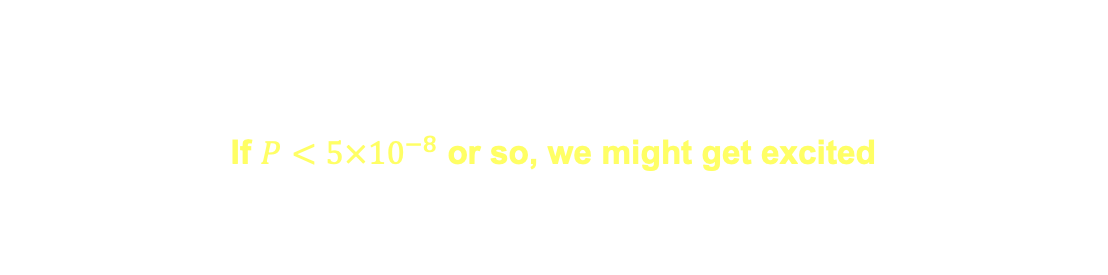 If P < 5×10⁻⁸ or so, we might get excited